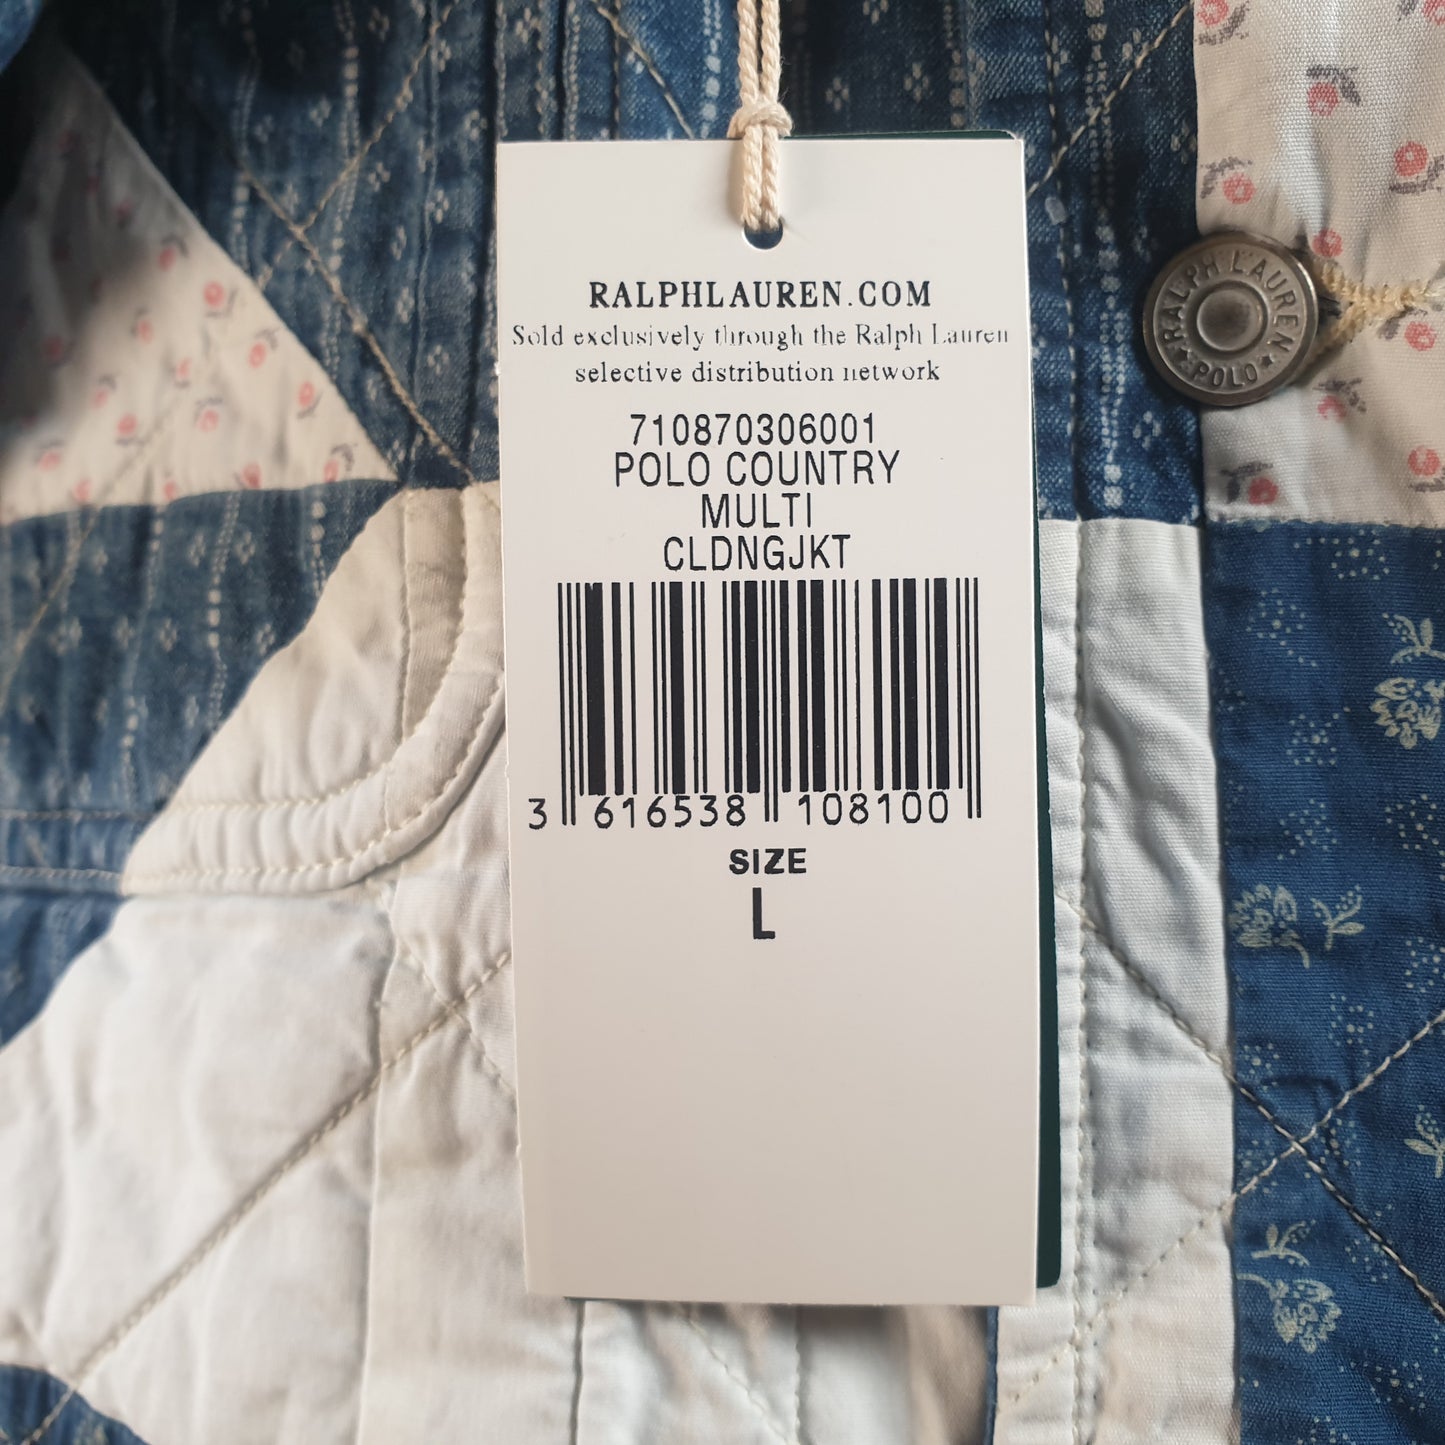 RALPHLAUREN.COM
Sold exclusively through the Ralph Lauren
selective distribution network
710870306001
POLO COUNTRY
MULTI
CLDNGJKT
3 616538 108100
SIZE
L
RALPH LAUREN
★ POLO ★